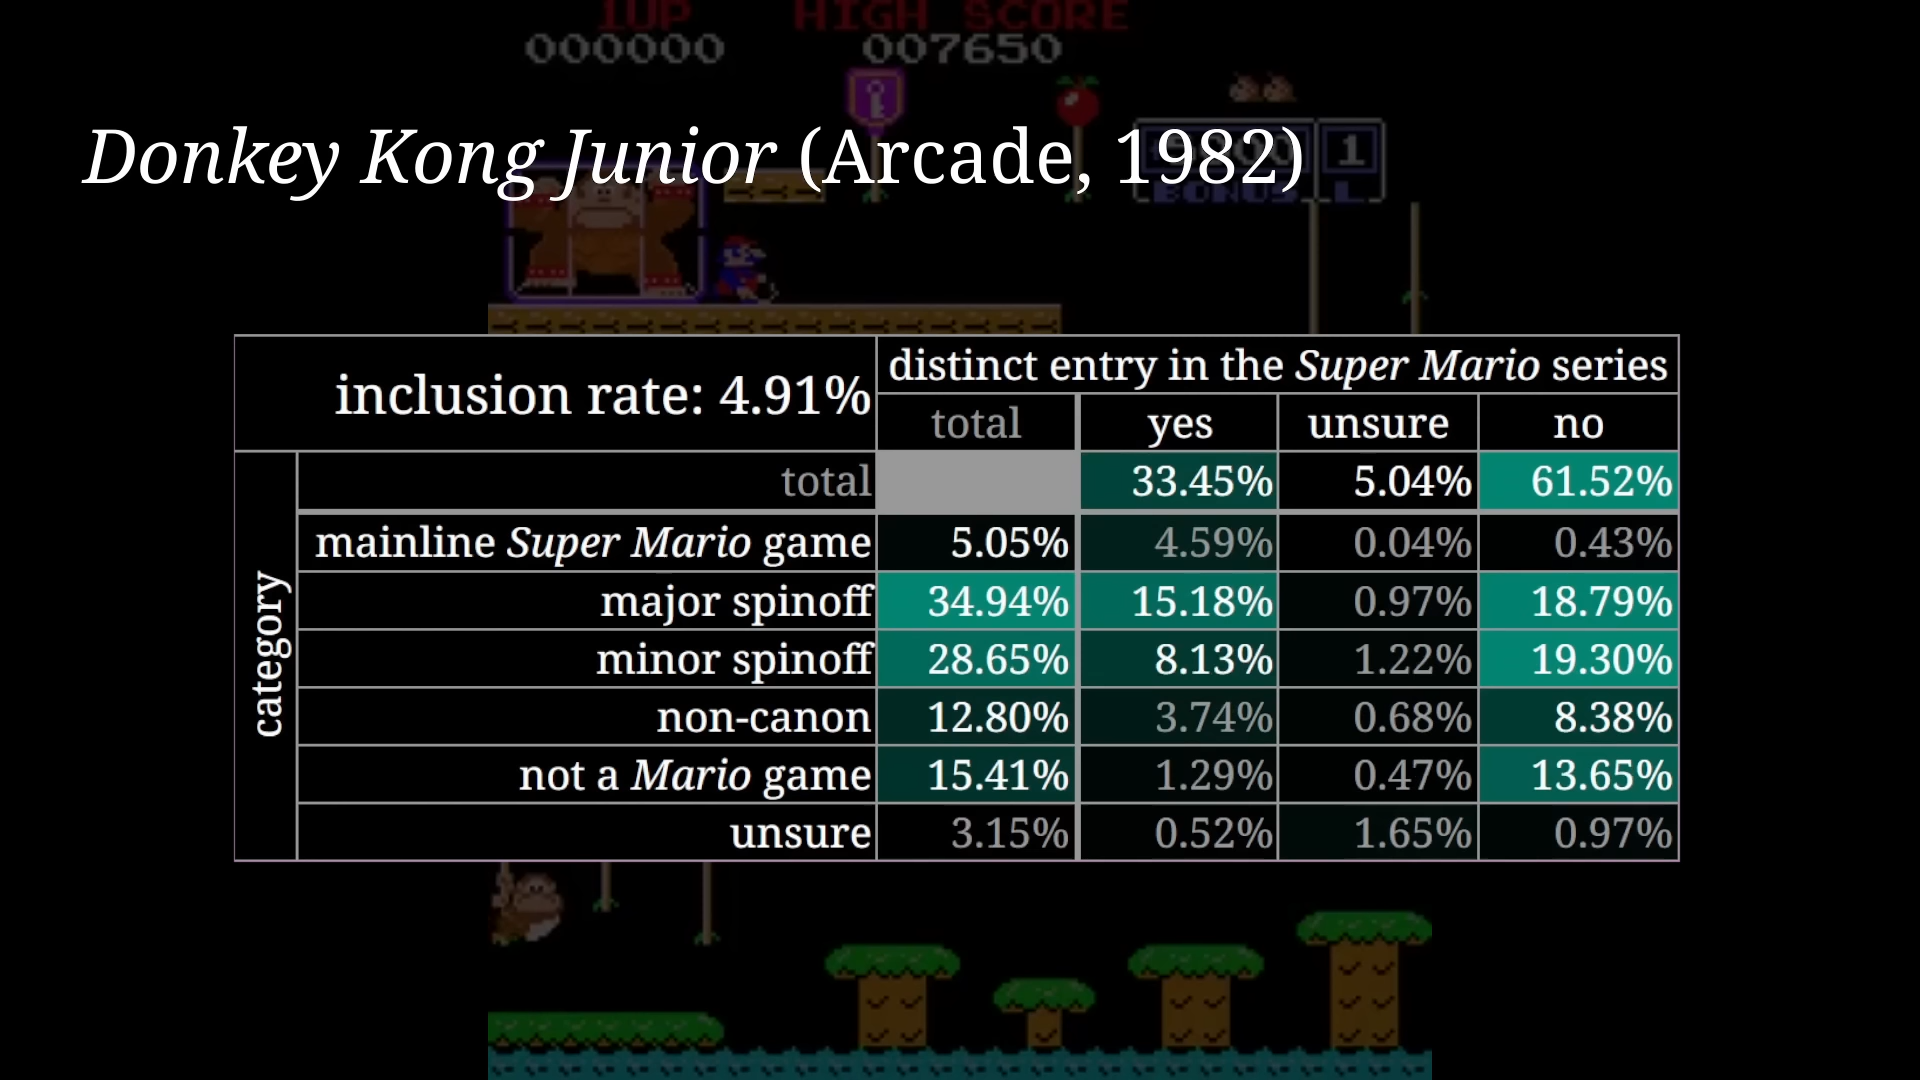 1UP HIGH SCORE
000000 007650
Donkey Kong Junior (Arcade, 1982)
1
BONUS L
inclusion rate: 4.91%
distinct entry in the Super Mario series
total yes unsure no
category
total 33.45% 5.04% 61.52%
mainline Super Mario game 5.05% 4.59% 0.04% 0.43%
major spinoff 34.94% 15.18% 0.97% 18.79%
minor spinoff 28.65% 8.13% 1.22% 19.30%
non-canon 12.80% 3.74% 0.68% 8.38%
not a Mario game 15.41% 1.29% 0.47% 13.65%
unsure 3.15% 0.52% 1.65% 0.97%